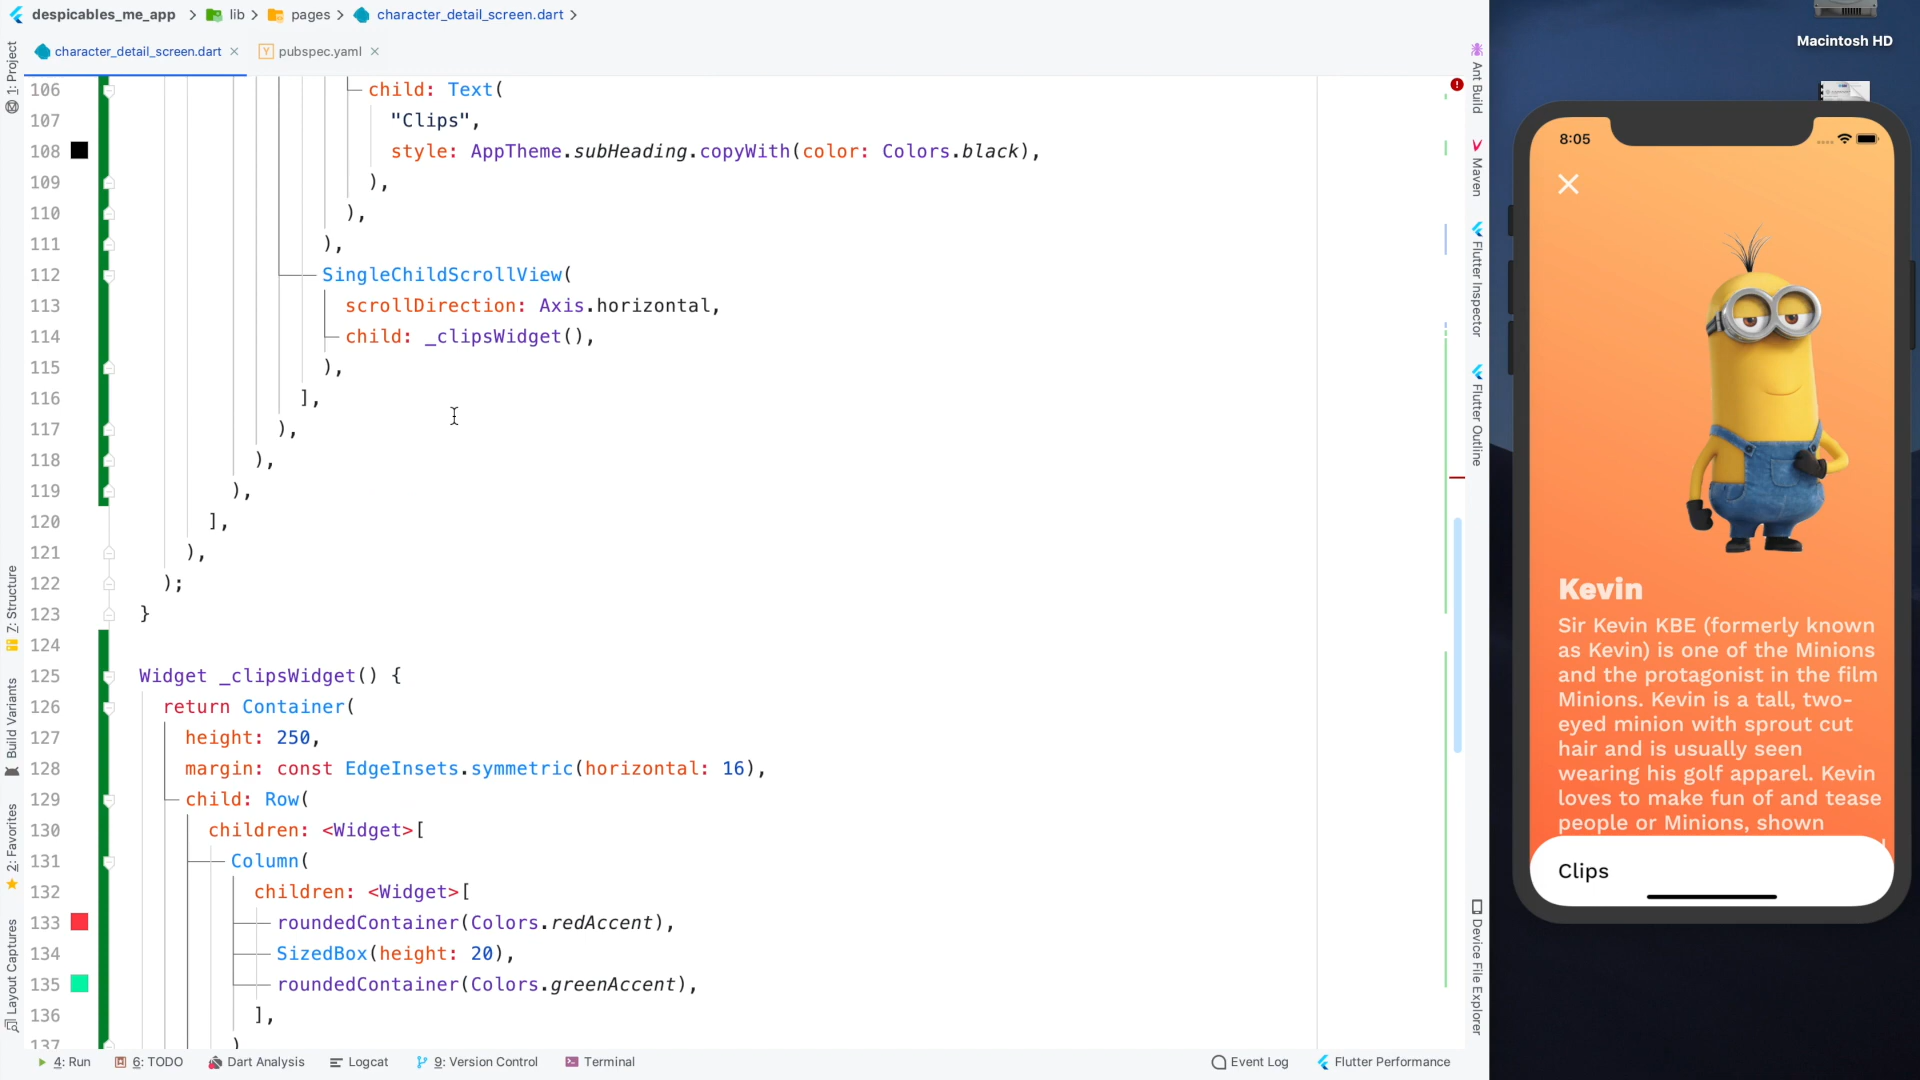 despicables_me_app > lib > pages > character_detail_screen.dart >
character_detail_screen.dart × pubspec.yaml ×
1: Project
7: Structure
Build Variants
2: Favorites
Layout Captures
106 child: Text(
107 "Clips",
108 style: AppTheme.subHeading.copyWith(color: Colors.black),
109 ),
110 ),
111 ),
112 SingleChildScrollView(
113 scrollDirection: Axis.horizontal,
114 child: _clipsWidget(),
115 ),
116 ],
117 ),
118 ),
119 ),
120 ],
121 ),
122 );
123 }
124
125 Widget _clipsWidget() {
126 return Container(
127 height: 250,
128 margin: const EdgeInsets.symmetric(horizontal: 16),
129 child: Row(
130 children: <Widget>[
131 Column(
132 children: <Widget>[
133 roundedContainer(Colors.redAccent),
134 SizedBox(height: 20),
135 roundedContainer(Colors.greenAccent),
136 ],
137 )
Ant Build
Maven
Flutter Inspector
Flutter Outline
Device File Explorer
4: Run 6: TODO Dart Analysis Logcat 9: Version Control Terminal Event Log Flutter Performance
Macintosh HD
8:05
Kevin
Sir Kevin KBE (formerly known
as Kevin) is one of the Minions
and the protagonist in the film
Minions. Kevin is a tall, two-
eyed minion with sprout cut
hair and is usually seen
wearing his golf apparel. Kevin
loves to make fun of and tease
people or Minions, shown
Clips